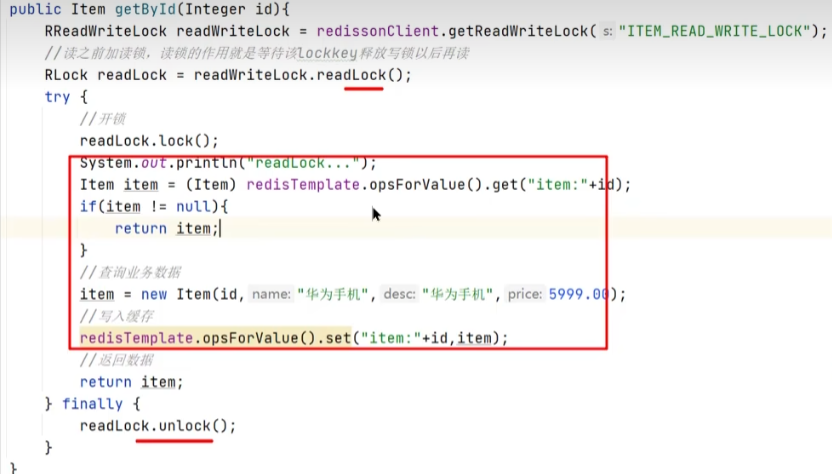 public Item getById(Integer id){
RReadWriteLock readWriteLock = redissonClient.getReadWriteLock( s: "ITEM_READ_WRITE_LOCK");
//读之前加读锁，读锁的作用就是等待该lockkey释放写锁以后再读
RLock readLock = readWriteLock.readLock();
try {
//开锁
readLock.lock();
System.out.println("readLock...");
Item item = (Item) redisTemplate.opsForValue().get("item:"+id);
if(item != null){
return item;
}
//查询业务数据
item = new Item(id, name: "华为手机", desc: "华为手机", price: 5999.00);
//写入缓存
redisTemplate.opsForValue().set("item:"+id,item);
//返回数据
return item;
} finally {
readLock.unlock();
}
}